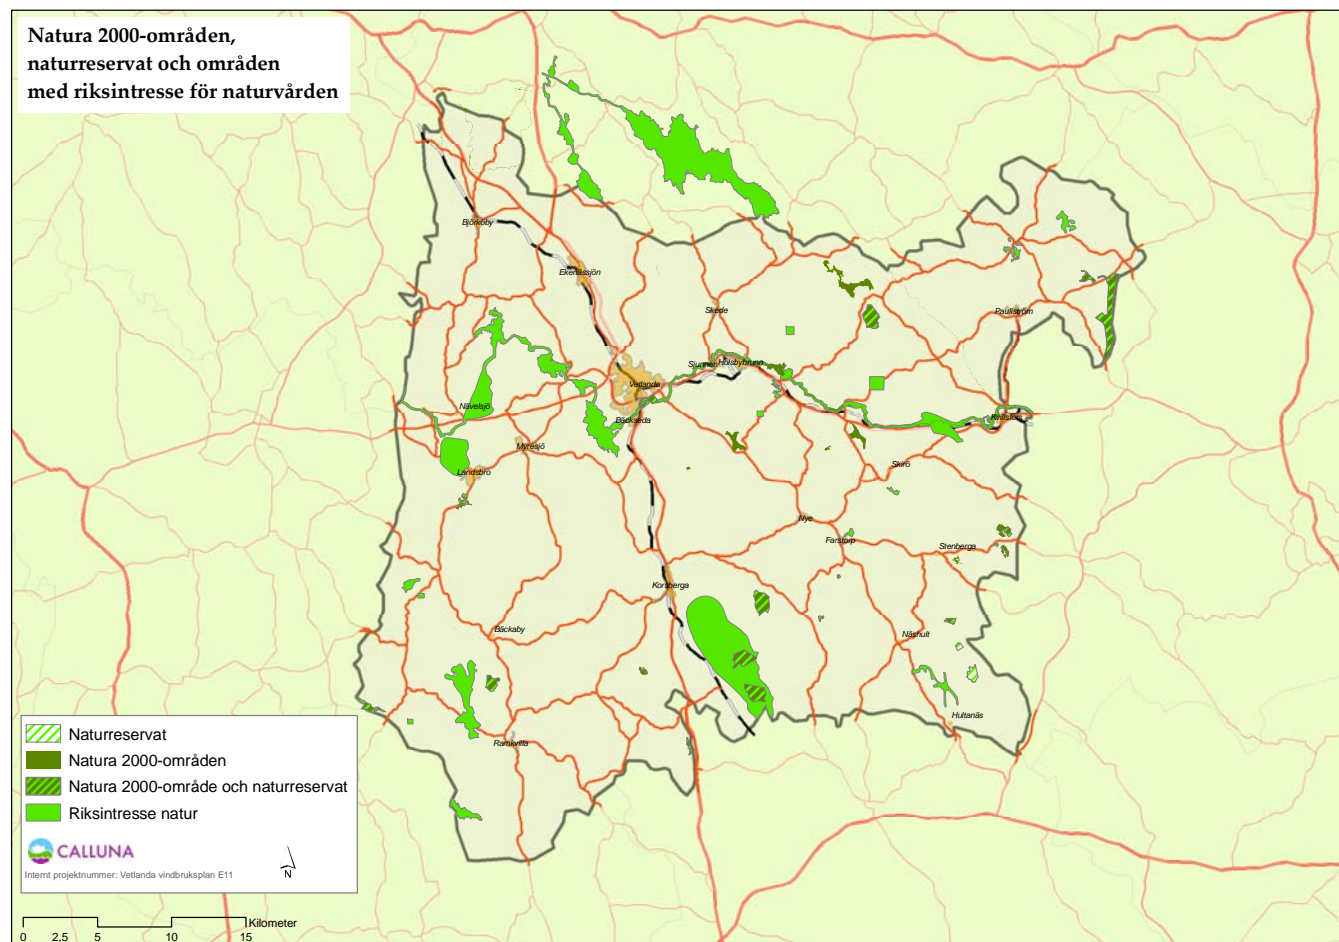 Natura 2000-områden,
naturreservat och områden
med riksintresse för naturvården
Björköby
Ekenässjön
Skede
Pauliström
Sjunnen
Holsbybrunn
Vetlanda
Nävelsjö
Bäckseda
Kvillsfors
Myresjö
Landsbro
Skirö
Nye
Farstorp
Stenberga
Korsberga
Bäckaby
Näshult
Hultanäs
Ramkvilla
Naturreservat
Natura 2000-områden
Natura 2000-område och naturreservat
Riksintresse natur
CALLUNA
Internt projektnummer: Vetlanda vindbruksplan E11
N
Kilometer
0 2,5 5 10 15